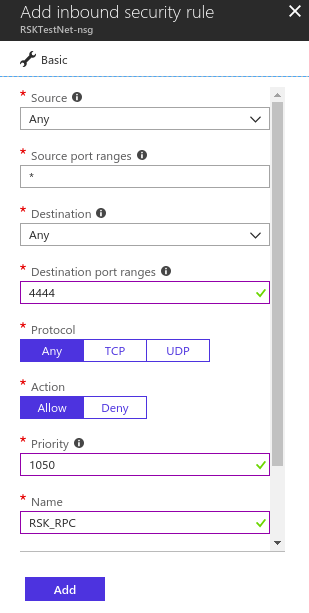 Add inbound security rule
RSKTestNet-nsg
Basic
* Source
Any
* Source port ranges
*
* Destination
Any
* Destination port ranges
4444
* Protocol
Any TCP UDP
* Action
Allow Deny
* Priority
1050
* Name
RSK_RPC
Add